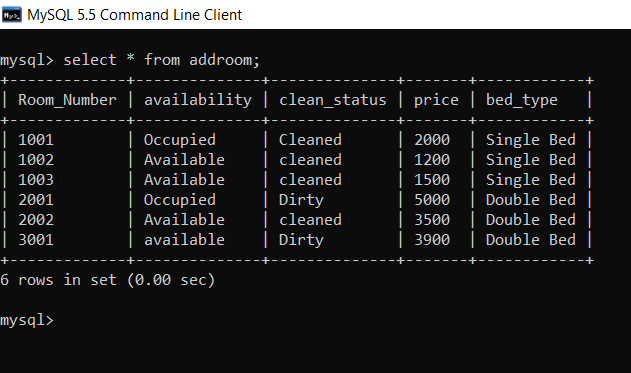 MySQL 5.5 Command Line Client
mysql> select * from addroom;
+-------------+--------------+--------------+-------+------------+
| Room_Number | availability | clean_status | price | bed_type   |
+-------------+--------------+--------------+-------+------------+
| 1001        | Occupied     | Cleaned      | 2000  | Single Bed |
| 1002        | Available    | cleaned      | 1200  | Single Bed |
| 1003        | Available    | cleaned      | 1500  | Single Bed |
| 2001        | Occupied     | Dirty        | 5000  | Double Bed |
| 2002        | Available    | cleaned      | 3500  | Double Bed |
| 3001        | available    | Dirty        | 3900  | Double Bed |
+-------------+--------------+--------------+-------+------------+
6 rows in set (0.00 sec)
mysql>